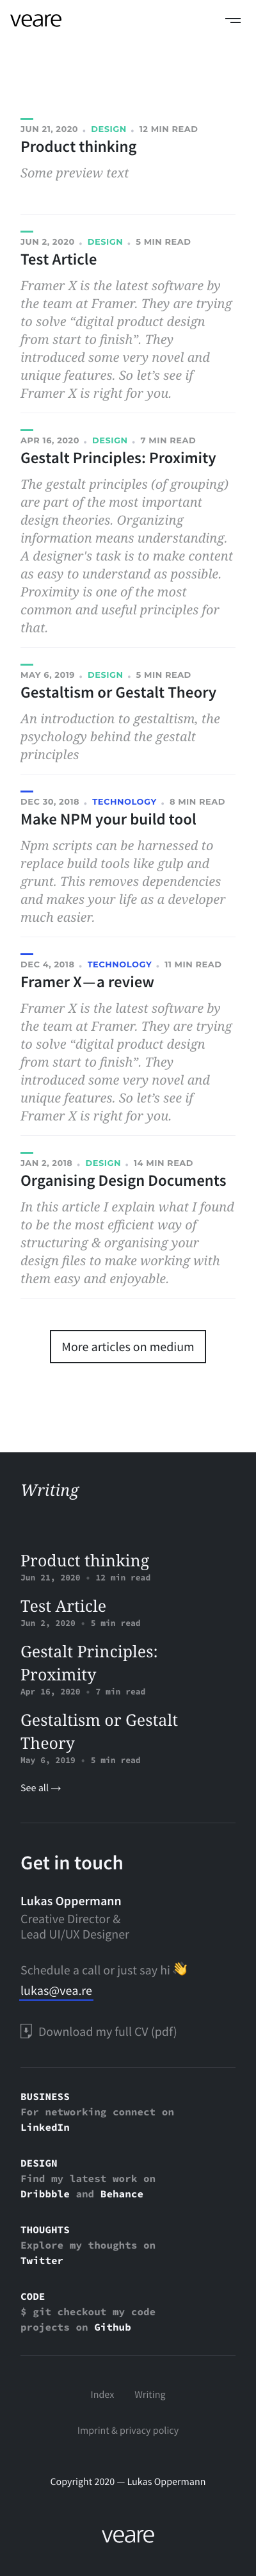 veare
JUN 21, 2020 • DESIGN • 12 MIN READ
Product thinking
Some preview text
JUN 2, 2020 • DESIGN • 5 MIN READ
Test Article
Framer X is the latest software by
the team at Framer. They are trying
to solve “digital product design
from start to finish”. They
introduced some very novel and
unique features. So let’s see if
Framer X is right for you.
APR 16, 2020 • DESIGN • 7 MIN READ
Gestalt Principles: Proximity
The gestalt principles (of grouping)
are part of the most important
design theories. Organizing
information means understanding.
A designer's task is to make content
as easy to understand as possible.
Proximity is one of the most
common and useful principles for
that.
MAY 6, 2019 • DESIGN • 5 MIN READ
Gestaltism or Gestalt Theory
An introduction to gestaltism, the
psychology behind the gestalt
principles
DEC 30, 2018 • TECHNOLOGY • 8 MIN READ
Make NPM your build tool
Npm scripts can be harnessed to
replace build tools like gulp and
grunt. This removes dependencies
and makes your life as a developer
much easier.
DEC 4, 2018 • TECHNOLOGY • 11 MIN READ
Framer X—a review
Framer X is the latest software by
the team at Framer. They are trying
to solve “digital product design
from start to finish”. They
introduced some very novel and
unique features. So let’s see if
Framer X is right for you.
JAN 2, 2018 • DESIGN • 14 MIN READ
Organising Design Documents
In this article I explain what I found
to be the most efficient way of
structuring & organising your
design files to make working with
them easy and enjoyable.
More articles on medium
Writing
Product thinking
Jun 21, 2020 • 12 min read
Test Article
Jun 2, 2020 • 5 min read
Gestalt Principles:
Proximity
Apr 16, 2020 • 7 min read
Gestaltism or Gestalt
Theory
May 6, 2019 • 5 min read
See all →
Get in touch
Lukas Oppermann
Creative Director &
Lead UI/UX Designer
Schedule a call or just say hi 👋
lukas@vea.re
Download my full CV (pdf)
BUSINESS
For networking connect on
LinkedIn
DESIGN
Find my latest work on
Dribbble and Behance
THOUGHTS
Explore my thoughts on
Twitter
CODE
$ git checkout my code
projects on Github
Index Writing
Imprint & privacy policy
Copyright 2020 — Lukas Oppermann
veare